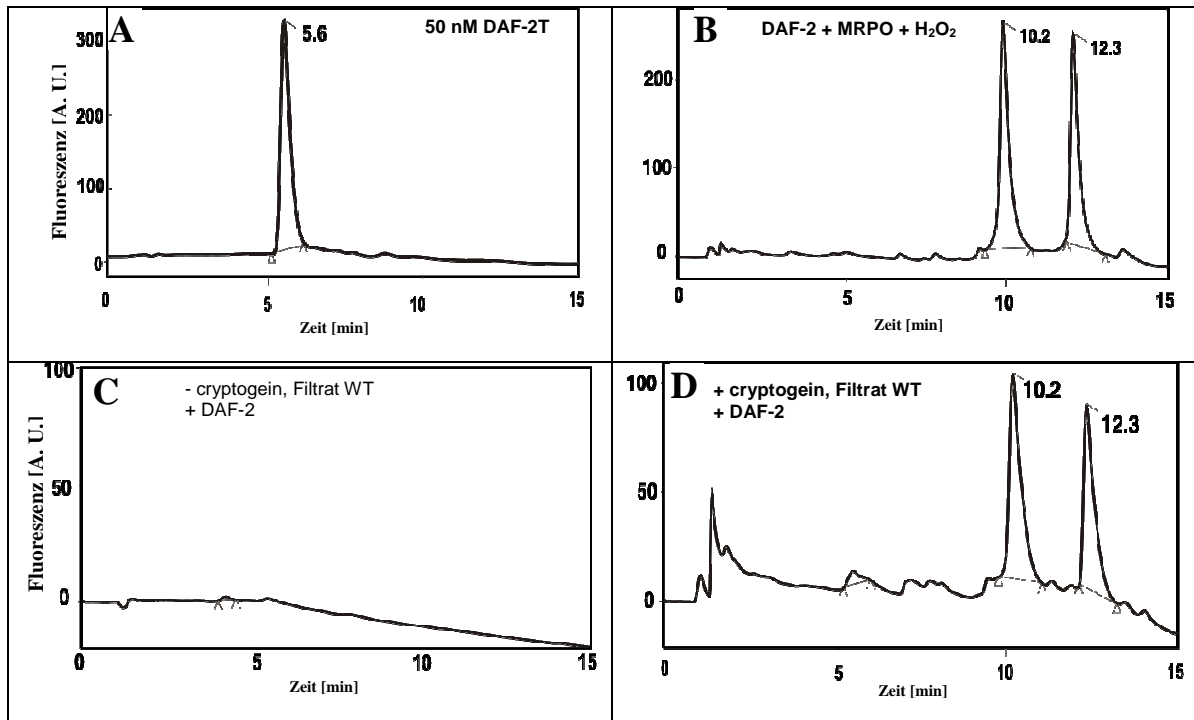 A
50 nM DAF-2T
5.6
300
200
100
0
Fluoreszenz [A. U.]
0
5
10
15
Zeit [min]
B
DAF-2 + MRPO + H₂O₂
10.2
12.3
200
100
0
0
5
10
15
Zeit [min]
C
- cryptogein, Filtrat WT
+ DAF-2
100
50
0
Fluoreszenz [A. U.]
0
5
10
15
Zeit [min]
D
+ cryptogein, Filtrat WT
+ DAF-2
10.2
12.3
100
50
0
0
5
10
15
Zeit [min]